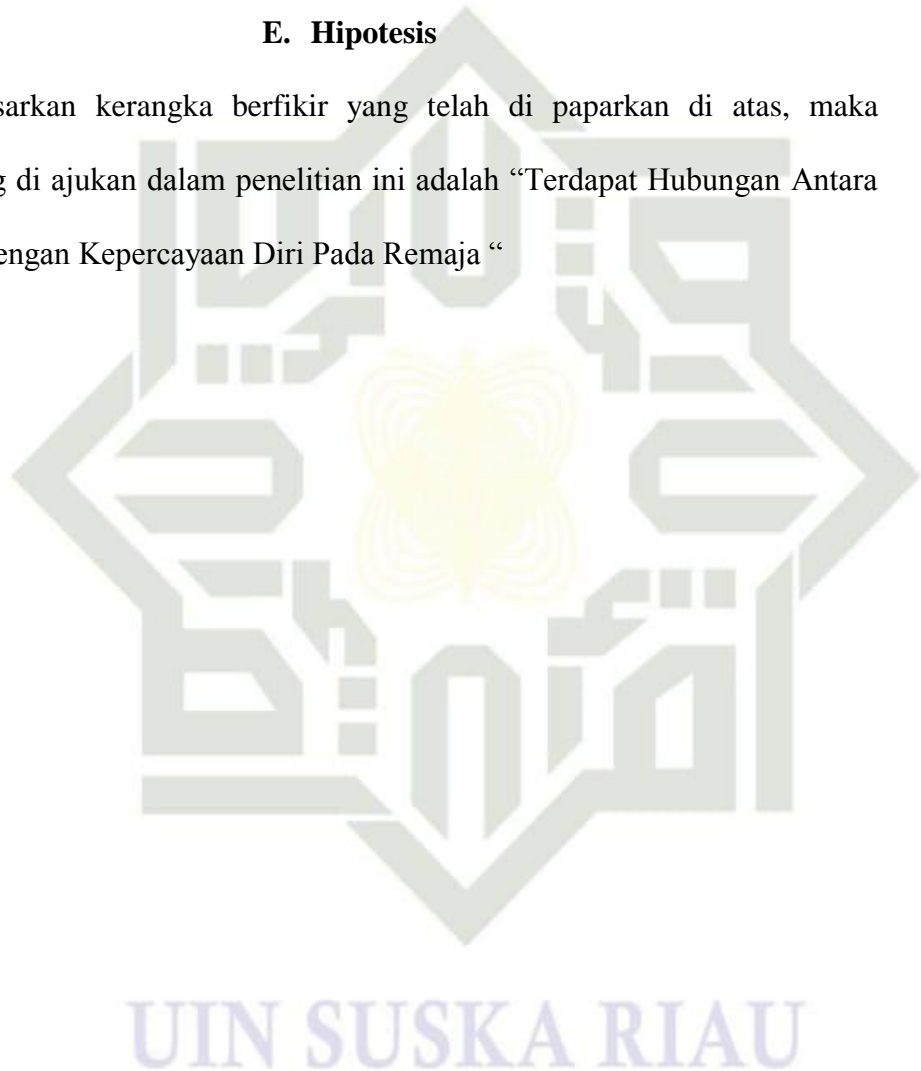 E. Hipotesis
sarkan kerangka berfikir yang telah di paparkan di atas, maka
di ajukan dalam penelitian ini adalah “Terdapat Hubungan Antara
engan Kepercayaan Diri Pada Remaja “
UIN SUSKA RIAU